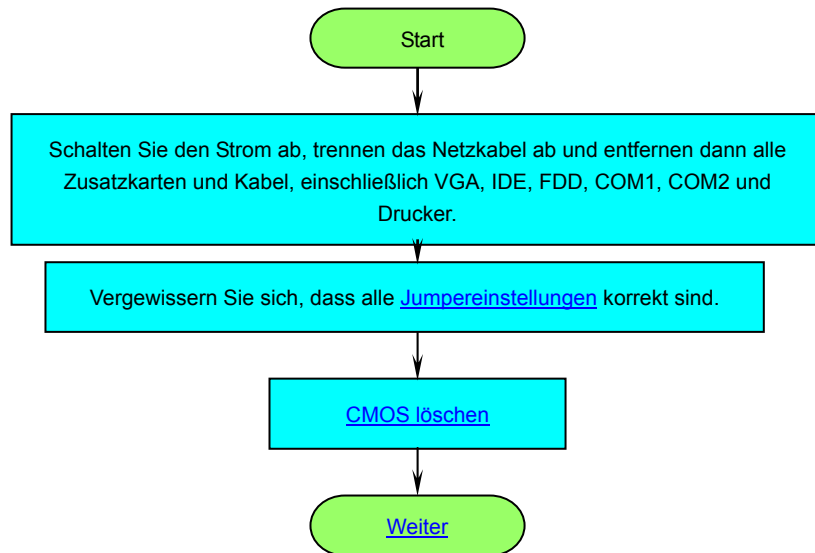 Start
Schalten Sie den Strom ab, trennen das Netzkabel ab und entfernen dann alle
Zusatzkarten und Kabel, einschließlich VGA, IDE, FDD, COM1, COM2 und
Drucker.
Vergewissern Sie sich, dass alle Jumpereinstellungen korrekt sind.
CMOS löschen
Weiter